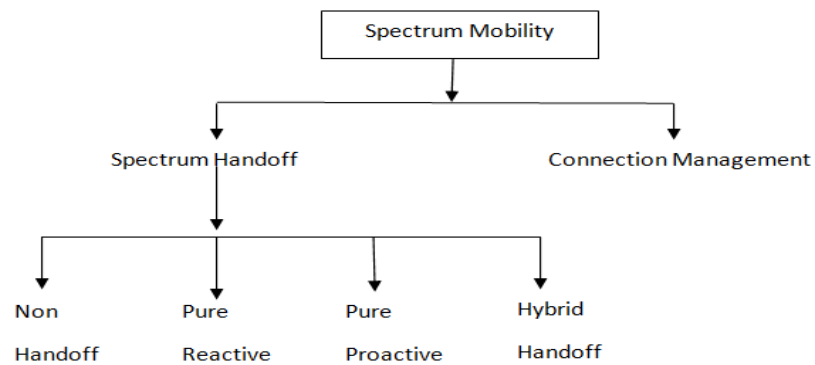 Spectrum Mobility
Spectrum Handoff
Connection Management
Non
Handoff
Pure
Reactive
Pure
Proactive
Hybrid
Handoff